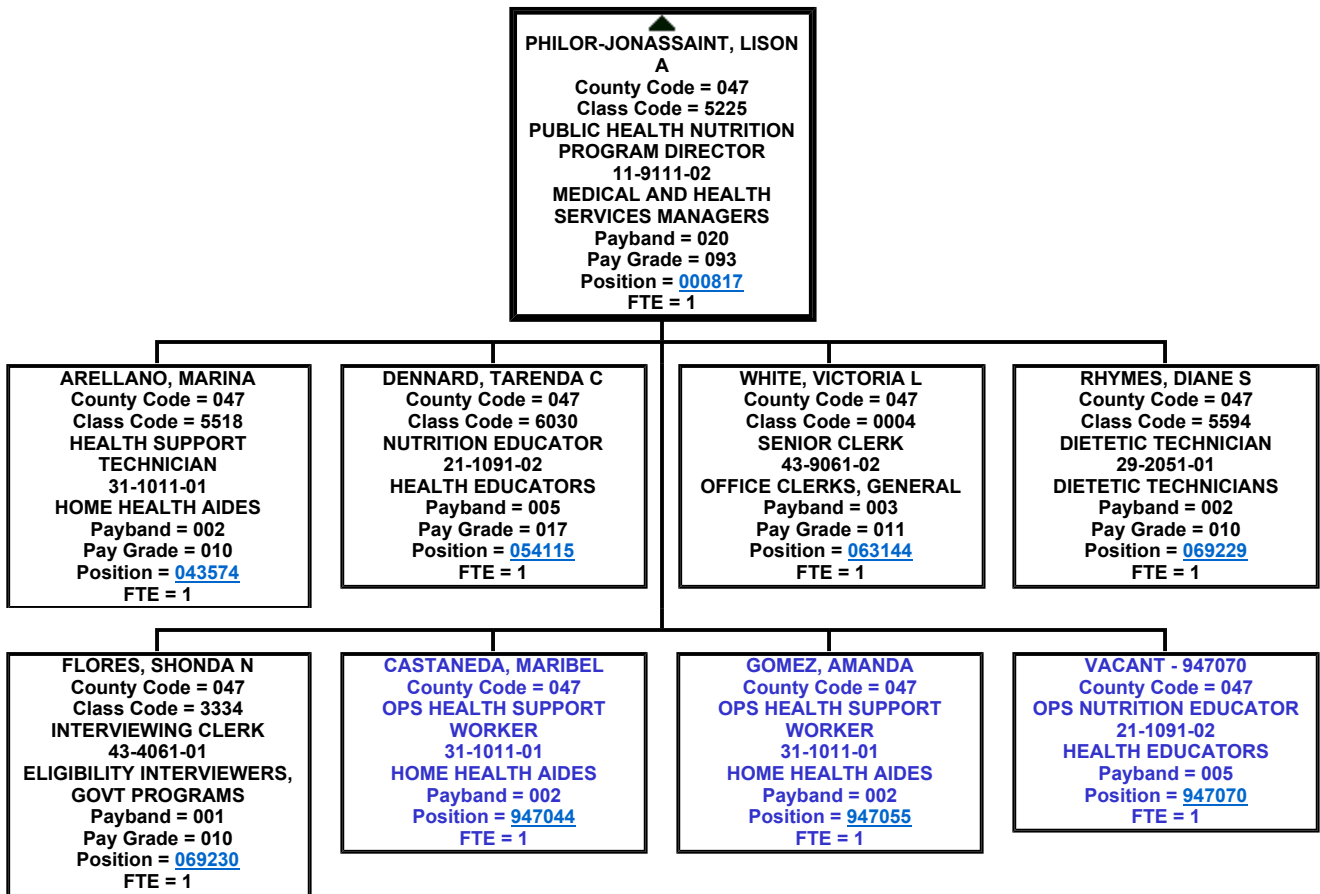 PHILOR-JONASSAINT, LISON
A
County Code = 047
Class Code = 5225
PUBLIC HEALTH NUTRITION
PROGRAM DIRECTOR
11-9111-02
MEDICAL AND HEALTH
SERVICES MANAGERS
Payband = 020
Pay Grade = 093
Position = 000817
FTE = 1
ARELLANO, MARINA
County Code = 047
Class Code = 5518
HEALTH SUPPORT
TECHNICIAN
31-1011-01
HOME HEALTH AIDES
Payband = 002
Pay Grade = 010
Position = 043574
FTE = 1
DENNARD, TARENDA C
County Code = 047
Class Code = 6030
NUTRITION EDUCATOR
21-1091-02
HEALTH EDUCATORS
Payband = 005
Pay Grade = 017
Position = 054115
FTE = 1
WHITE, VICTORIA L
County Code = 047
Class Code = 0004
SENIOR CLERK
43-9061-02
OFFICE CLERKS, GENERAL
Payband = 003
Pay Grade = 011
Position = 063144
FTE = 1
RHYMES, DIANE S
County Code = 047
Class Code = 5594
DIETETIC TECHNICIAN
29-2051-01
DIETETIC TECHNICIANS
Payband = 002
Pay Grade = 010
Position = 069229
FTE = 1
FLORES, SHONDA N
County Code = 047
Class Code = 3334
INTERVIEWING CLERK
43-4061-01
ELIGIBILITY INTERVIEWERS,
GOVT PROGRAMS
Payband = 001
Pay Grade = 010
Position = 069230
FTE = 1
CASTANEDA, MARIBEL
County Code = 047
OPS HEALTH SUPPORT
WORKER
31-1011-01
HOME HEALTH AIDES
Payband = 002
Position = 947044
FTE = 1
GOMEZ, AMANDA
County Code = 047
OPS HEALTH SUPPORT
WORKER
31-1011-01
HOME HEALTH AIDES
Payband = 002
Position = 947055
FTE = 1
VACANT - 947070
County Code = 047
OPS NUTRITION EDUCATOR
21-1091-02
HEALTH EDUCATORS
Payband = 005
Position = 947070
FTE = 1